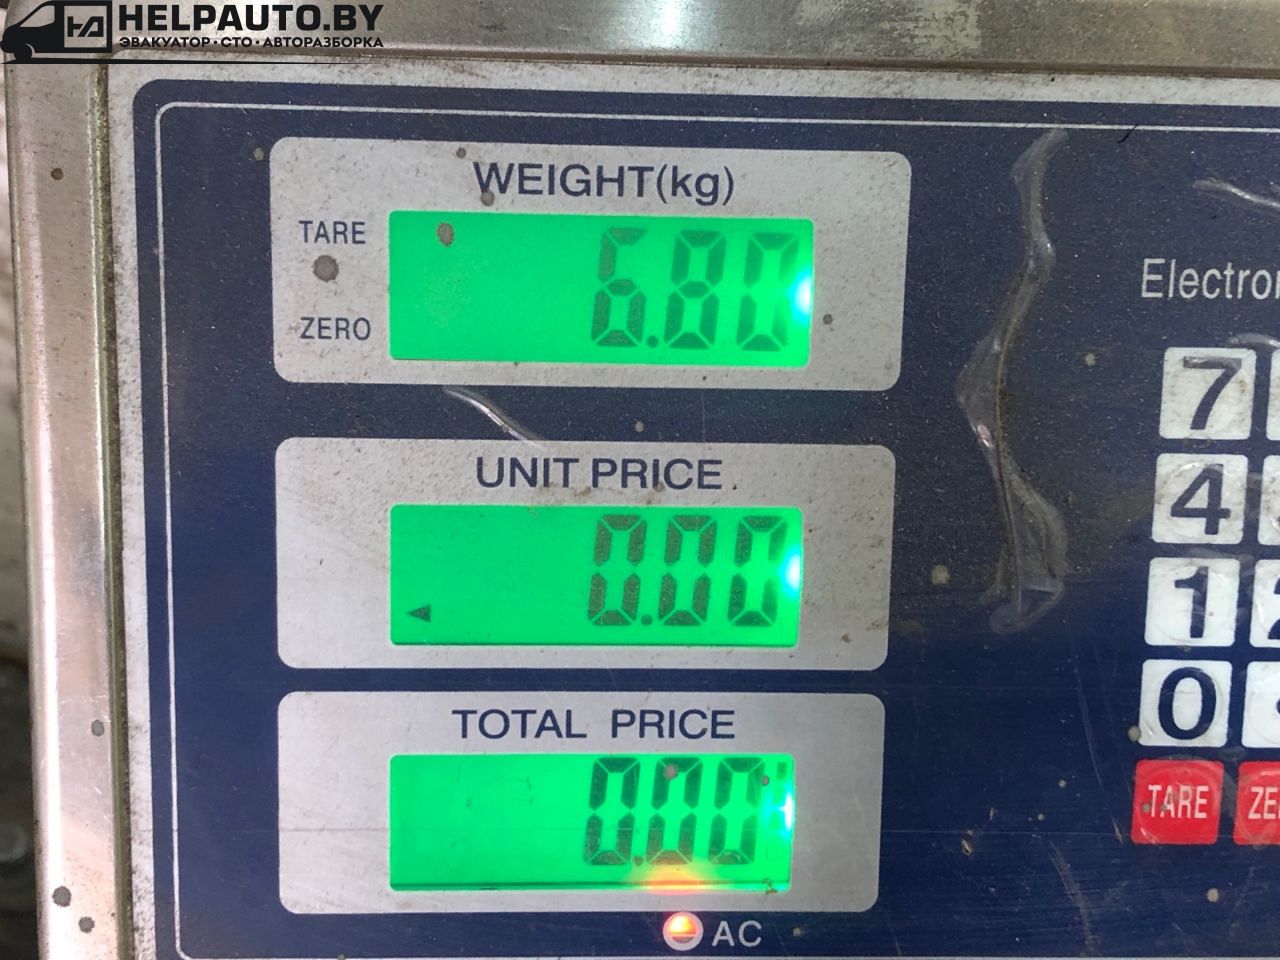 HELPAUTO.BY
ЭВАКУАТОР · СТО · АВТОРАЗБОРКА
WEIGHT(kg)
TARE
6.80
ZERO
Electron
7
UNIT PRICE
4
0.00
1
0
TOTAL PRICE
TARE
0.00
AC